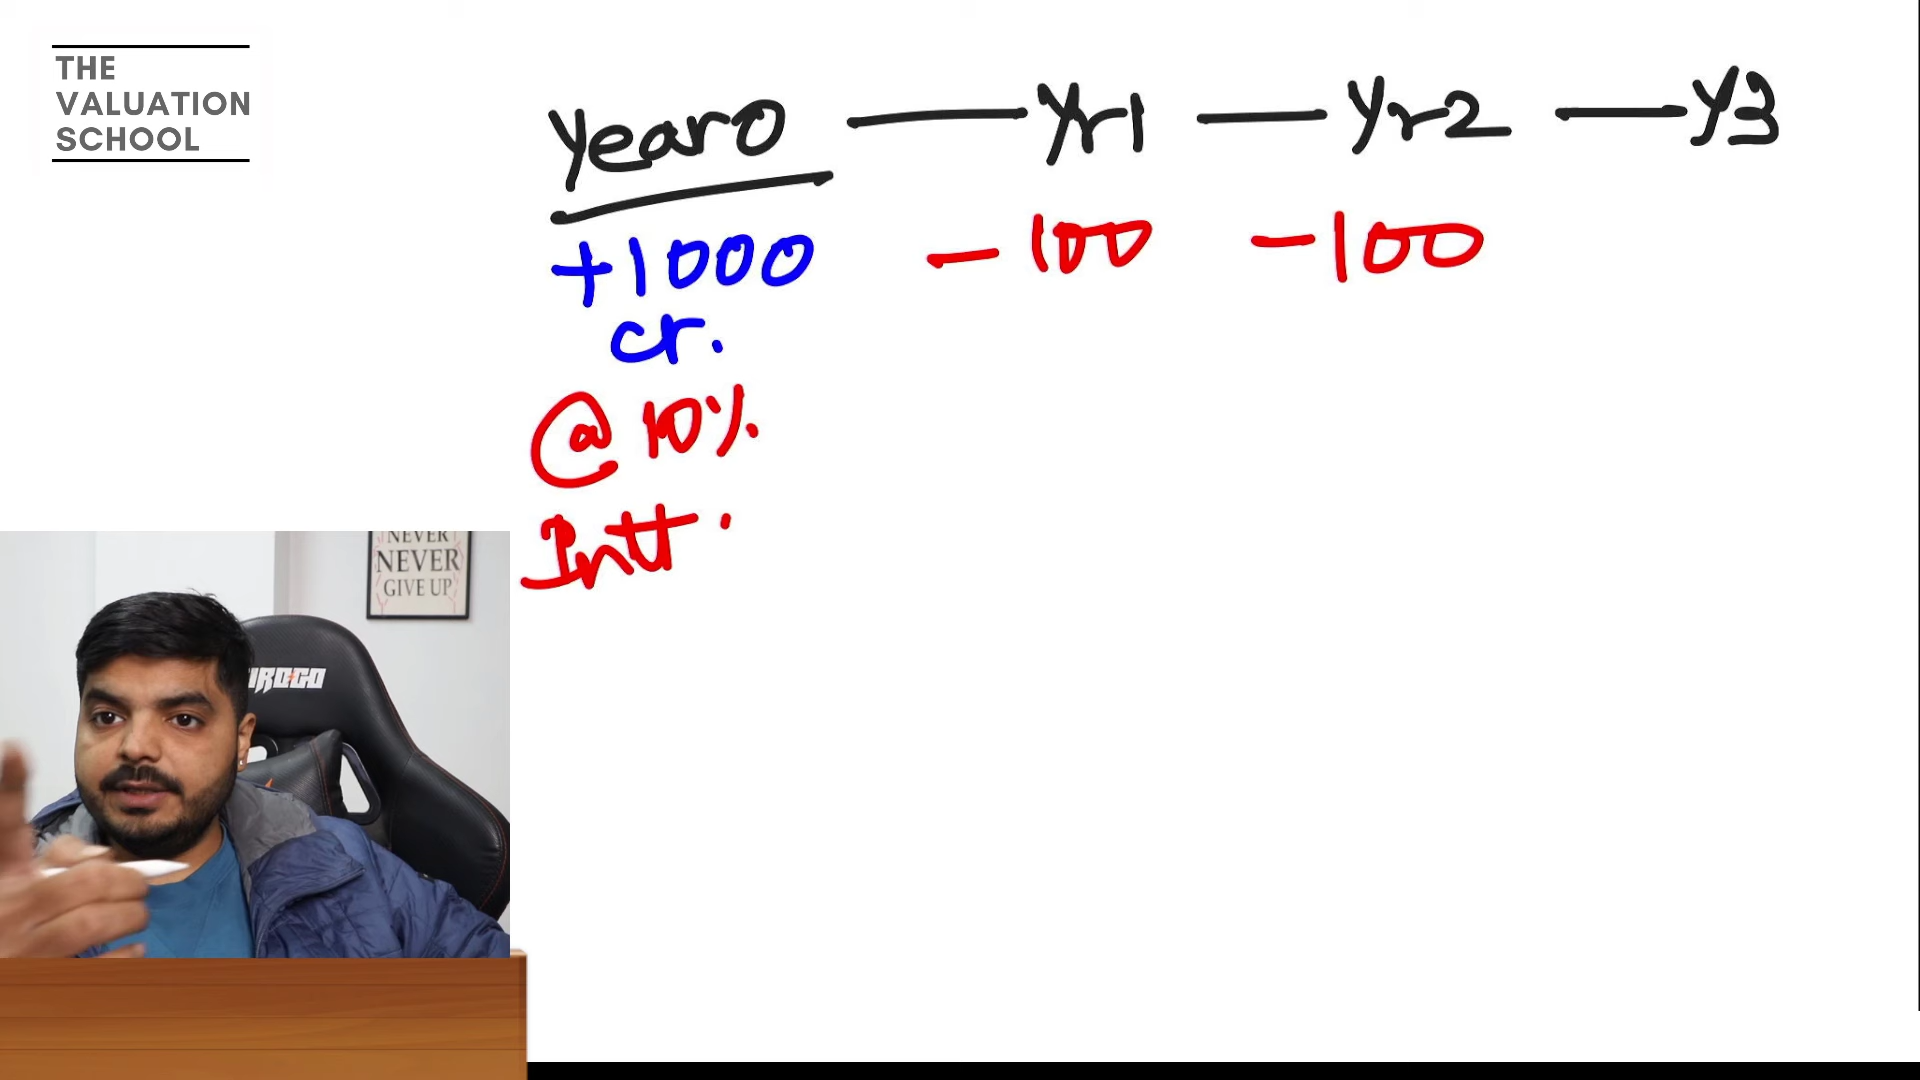 THE
VALUATION
SCHOOL
Year0 — Yr1 — Yr2 — Y3
+1000 -100 -100
cr.
@ 10%.
Intt.
NEVER
NEVER
GIVE UP